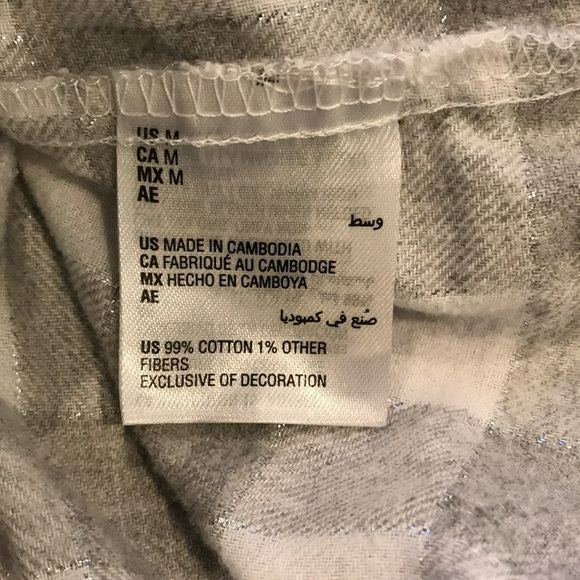 US M
CA M
MX M
AE
وسط
US MADE IN CAMBODIA
CA FABRIQUÉ AU CAMBODGE
MX HECHO EN CAMBOYA
AE
صُنع في كمبوديا
US 99% COTTON 1% OTHER
FIBERS
EXCLUSIVE OF DECORATION